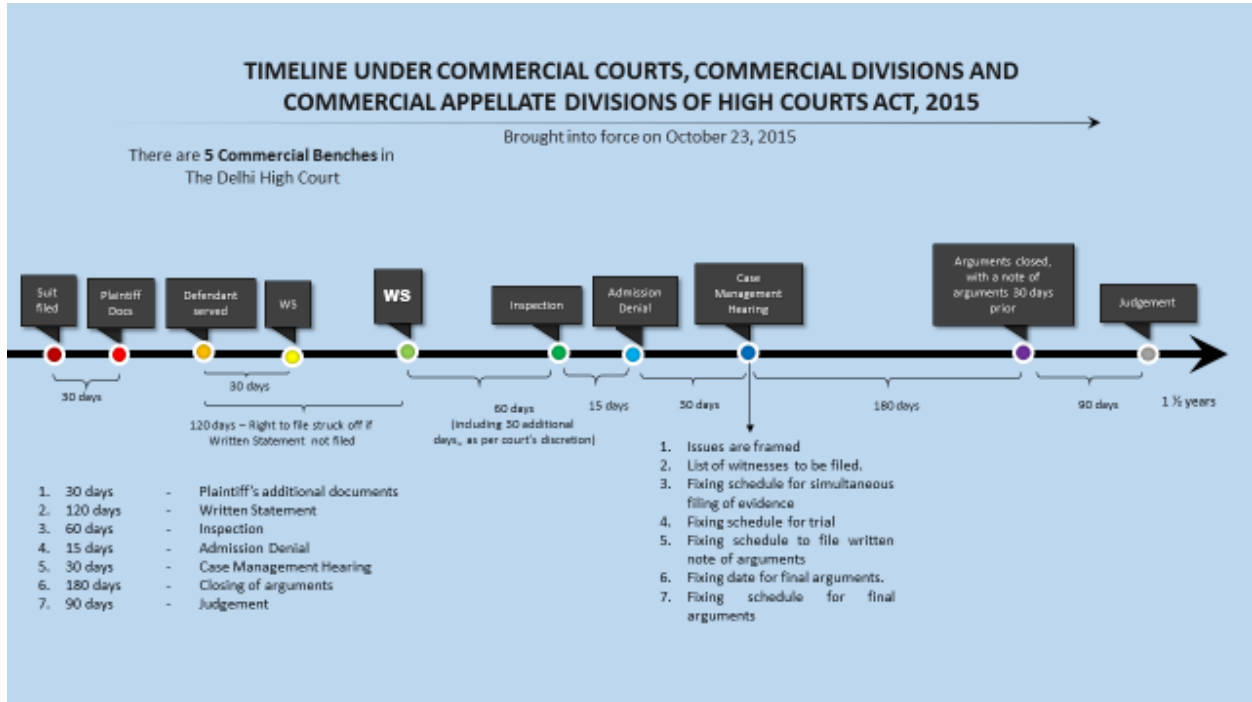 TIMELINE UNDER COMMERCIAL COURTS, COMMERCIAL DIVISIONS AND
COMMERCIAL APPELLATE DIVISIONS OF HIGH COURTS ACT, 2015
Brought into force on October 23, 2015
There are 5 Commercial Benches in
The Delhi High Court
Suit
filed
Plaintiff
Docs
Defendant
served
WS
WS
Inspection
Admission
Denial
Case
Management
Hearing
Arguments closed,
with a note of
arguments 30 days
prior
Judgement
30 days
30 days
120 days – Right to file struck off if
Written Statement not filed
60 days
(including 30 additional
days,, as per court's discretion)
15 days
30 days
180 days
90 days
1 ½ years
1. Issues are framed
2. List of witnesses to be filed.
3. Fixing schedule for simultaneous
filing of evidence
4. Fixing schedule for trial
5. Fixing schedule to file written
note of arguments
6. Fixing date for final arguments.
7. Fixing schedule for final
arguments
1. 30 days - Plaintiff's additional documents
2. 120 days - Written Statement
3. 60 days - Inspection
4. 15 days - Admission Denial
5. 30 days - Case Management Hearing
6. 180 days - Closing of arguments
7. 90 days - Judgement